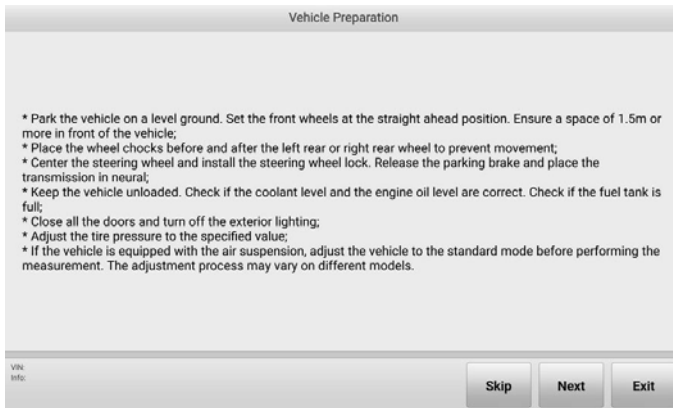 Vehicle Preparation
* Park the vehicle on a level ground. Set the front wheels at the straight ahead position. Ensure a space of 1.5m or
more in front of the vehicle;
* Place the wheel chocks before and after the left rear or right rear wheel to prevent movement;
* Center the steering wheel and install the steering wheel lock. Release the parking brake and place the
transmission in neural;
* Keep the vehicle unloaded. Check if the coolant level and the engine oil level are correct. Check if the fuel tank is
full;
* Close all the doors and turn off the exterior lighting;
* Adjust the tire pressure to the specified value;
* If the vehicle is equipped with the air suspension, adjust the vehicle to the standard mode before performing the
measurement. The adjustment process may vary on different models.
VIN:
Info:
Skip Next Exit